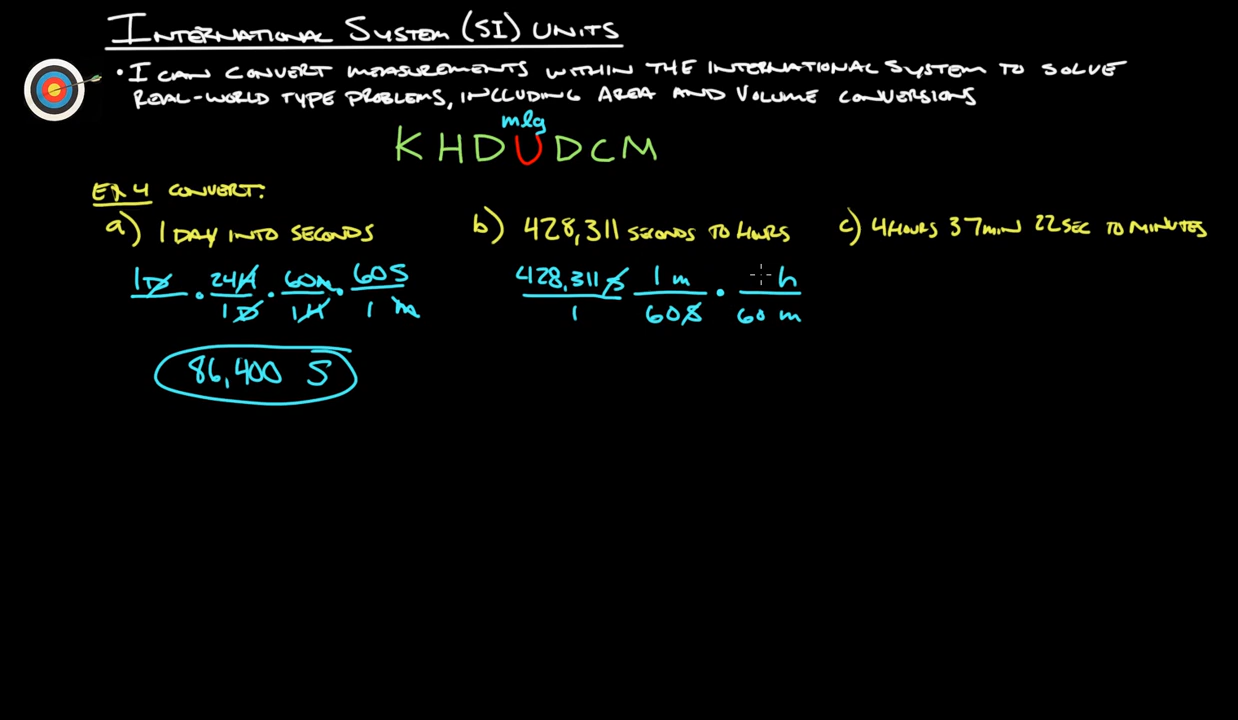 INTERNATIONAL SYSTEM (SI) UNITS
• I CAN CONVERT MEASUREMENTS WITHIN THE INTERNATIONAL SYSTEM TO SOLVE
REAL-WORLD TYPE PROBLEMS, INCLUDING AREA AND VOLUME CONVERSIONS
mlg
K H D U D C M
EX 4 CONVERT:
a) 1 DAY INTO SECONDS
b) 428,311 SECONDS TO HOURS
c) 4 HOURS 37 MIN 22 SEC TO MINUTES
1D · 24H · 60m · 60S
1D 1H 1 m
428,311 S 1 m · h
1 60 S 60 m
86,400 S